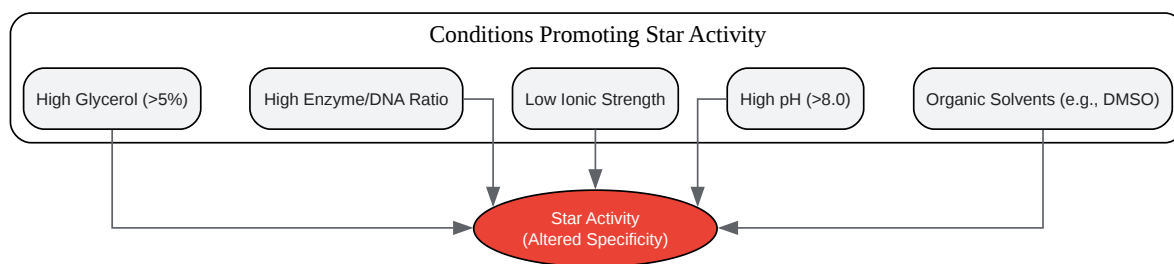 Conditions Promoting Star Activity
High Glycerol (>5%)
High Enzyme/DNA Ratio
Low Ionic Strength
High pH (>8.0)
Organic Solvents (e.g., DMSO)
Star Activity
(Altered Specificity)